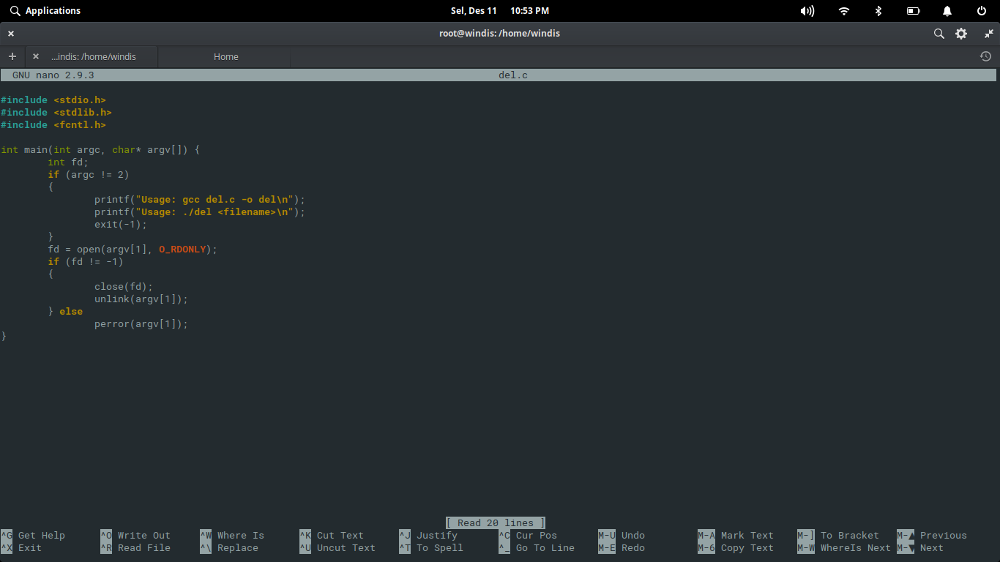 Applications Sel, Des 11 10:53 PM
root@windis: /home/windis
...indis: /home/windis Home
GNU nano 2.9.3 del.c
#include <stdio.h>
#include <stdlib.h>
#include <fcntl.h>
int main(int argc, char* argv[]) {
        int fd;
        if (argc != 2)
        {
                printf("Usage: gcc del.c -o del\n");
                printf("Usage: ./del <filename>\n");
                exit(-1);
        }
        fd = open(argv[1], O_RDONLY);
        if (fd != -1)
        {
                close(fd);
                unlink(argv[1]);
        } else
                perror(argv[1]);
}
[ Read 20 lines ]
^G Get Help ^O Write Out ^W Where Is ^K Cut Text ^J Justify ^C Cur Pos M-U Undo M-A Mark Text M-] To Bracket M-▲ Previous
^X Exit ^R Read File ^\ Replace ^U Uncut Text ^T To Spell ^_ Go To Line M-E Redo M-6 Copy Text M-W WhereIs Next M-▼ Next